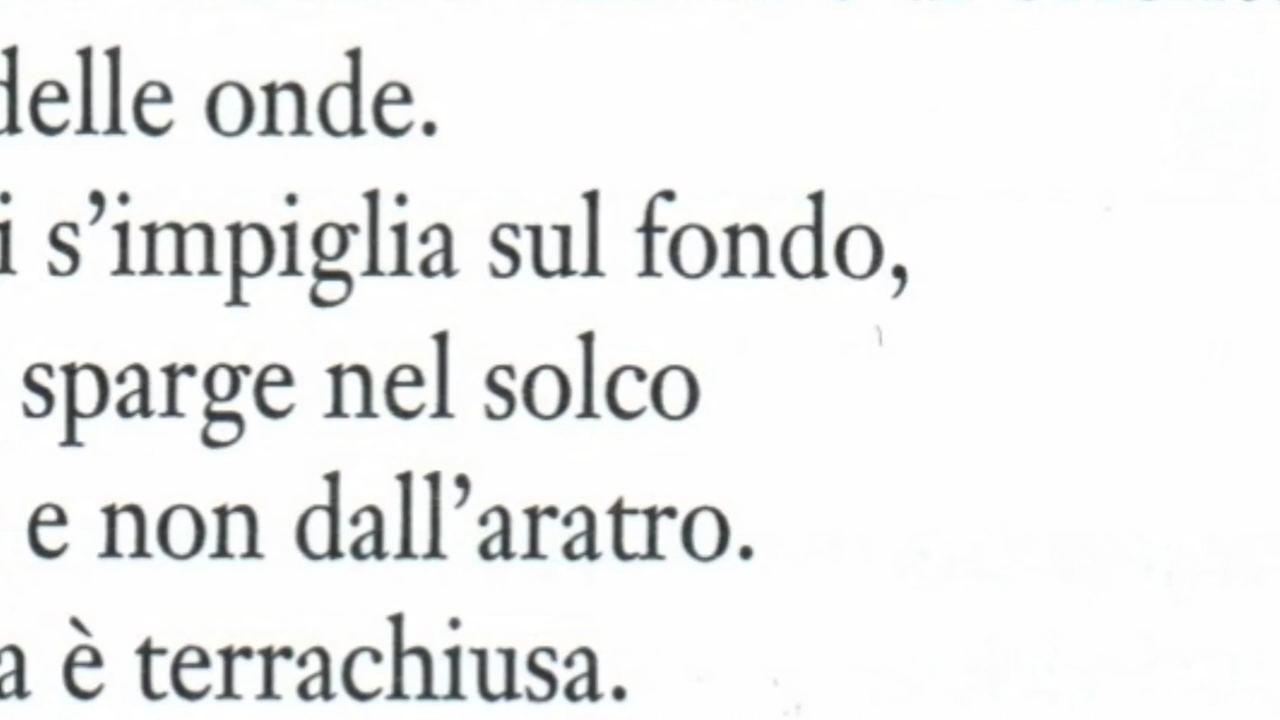 delle onde.
i s’impiglia sul fondo,
sparge nel solco
e non dall’aratro.
a è terrachiusa.